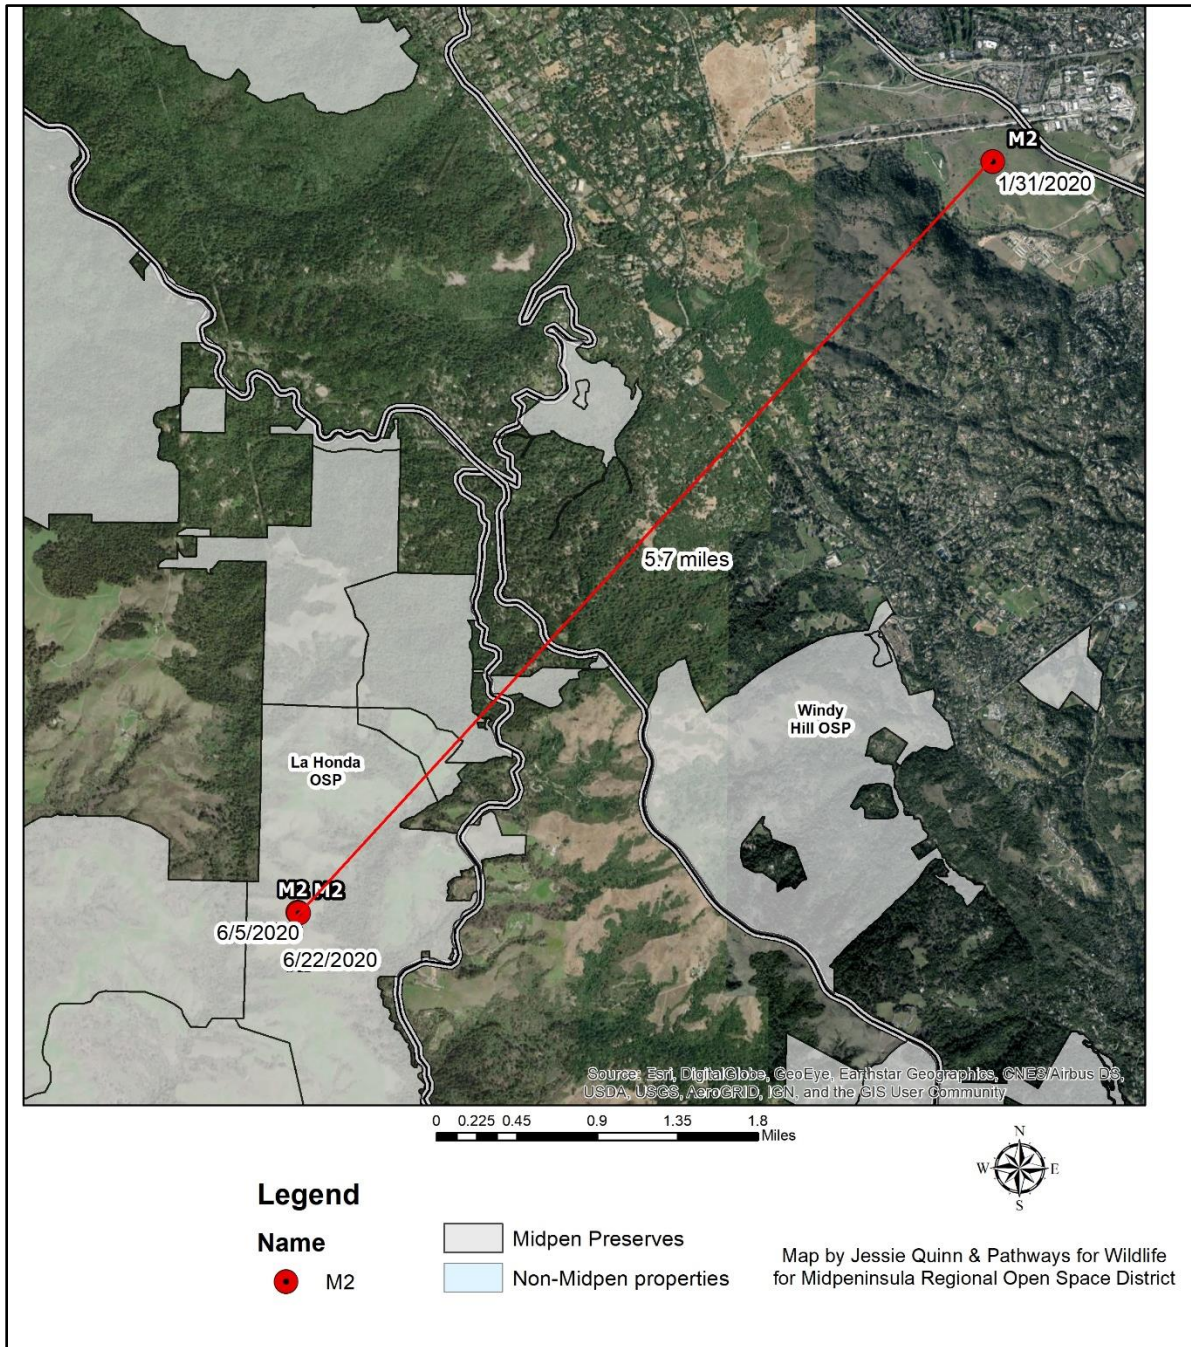 M2
1/31/2020
5.7 miles
Windy
Hill OSP
La Honda
OSP
M2 M2
6/5/2020
6/22/2020
Source: Esri, DigitalGlobe, GeoEye, Earthstar Geographics, CNES/Airbus DS,
USDA, USGS, AeroGRID, IGN, and the GIS User Community
0 0.225 0.45 0.9 1.35 1.8
Miles
N
W E
S
Legend
Name
M2
Midpen Preserves
Non-Midpen properties
Map by Jessie Quinn & Pathways for Wildlife
for Midpeninsula Regional Open Space District